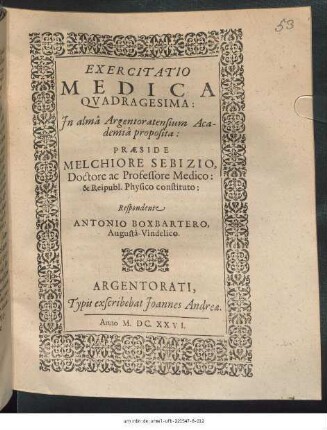 53
EXERCITATIO
MEDICA
QVADRAGESIMA:
In almâ Argentoratensium Aca-
demiâ proposita:
PRÆSIDE
MELCHIORE SEBIZIO,
Doctore ac Professore Medico:
& Reipubl. Physico constituto:
Respondente
ANTONIO BOXBARTERO,
Augustâ-Vindelico.
ARGENTORATI,
Typis exscribebat Joannes Andreæ.
Anno M. DC. XXVI.